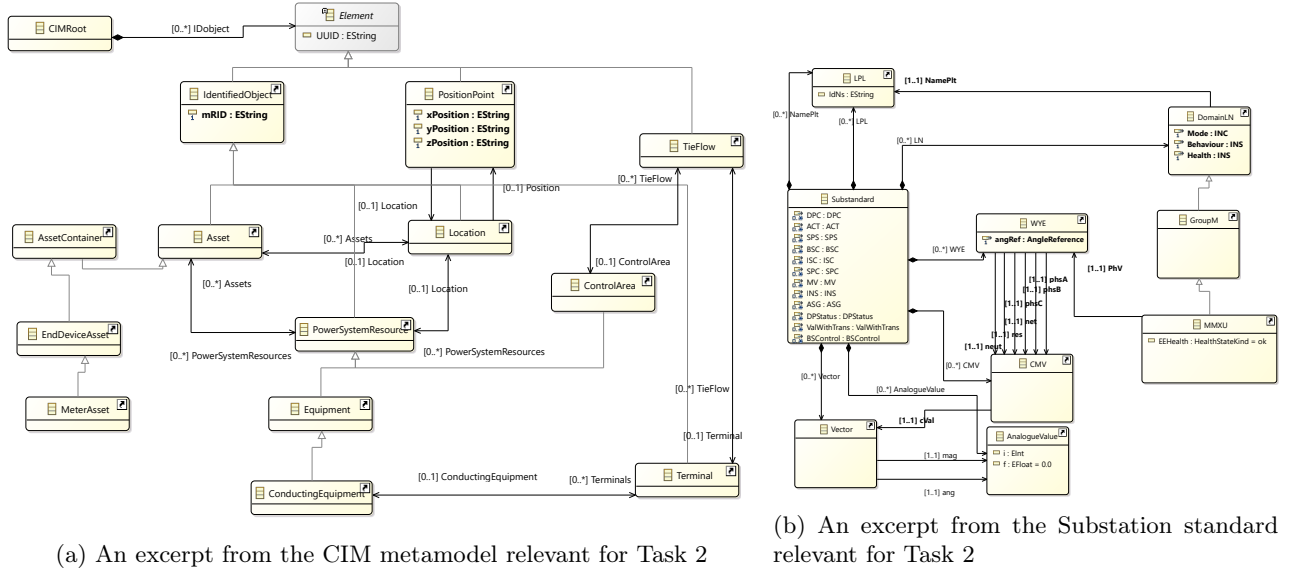 CIMRoot
[0..*] IDobject
Element
UUID : EString
IdentifiedObject
mRID : EString
PositionPoint
xPosition : EString
yPosition : EString
zPosition : EString
TieFlow
[0..*] TieFlow
[0..1] Position
[0..1] Location
AssetContainer
Asset
[0..*] Assets
Location
[0..1] Location
[0..1] ControlArea
[0..*] Assets
[0..1] Location
ControlArea
EndDeviceAsset
PowerSystemResource
[0..*] PowerSystemResources
[0..*] PowerSystemResources
MeterAsset
Equipment
[0..*] TieFlow
[0..1] Terminal
ConductingEquipment
[0..1] ConductingEquipment
[0..*] Terminals
Terminal
(a) An excerpt from the CIM metamodel relevant for Task 2
LPL
IdNs : EString
[1..1] NamePlt
[0..*] NamePlt
[0..*] LPL
DomainLN
Mode : INC
Behaviour : INS
Health : INS
[0..*] LN
Substandard
DPC : DPC
ACT : ACT
SPS : SPS
BSC : BSC
ISC : ISC
SPC : SPC
MV : MV
INS : INS
ASG : ASG
DPStatus : DPStatus
ValWithTrans : ValWithTrans
BSControl : BSControl
GroupM
WYE
angRef : AngleReference
[0..*] WYE
[1..1] PhV
[1..1] phsA
[1..1] phsB
[1..1] phsC
[1..1] net
[1..1] res
[1..1] neut
MMXU
EEHealth : HealthStateKind = ok
CMV
[0..*] CMV
[0..*] Vector
[0..*] AnalogueValue
[1..1] cVal
Vector
AnalogueValue
i : EInt
f : EFloat = 0.0
[1..1] mag
[1..1] ang
(b) An excerpt from the Substation standard
relevant for Task 2